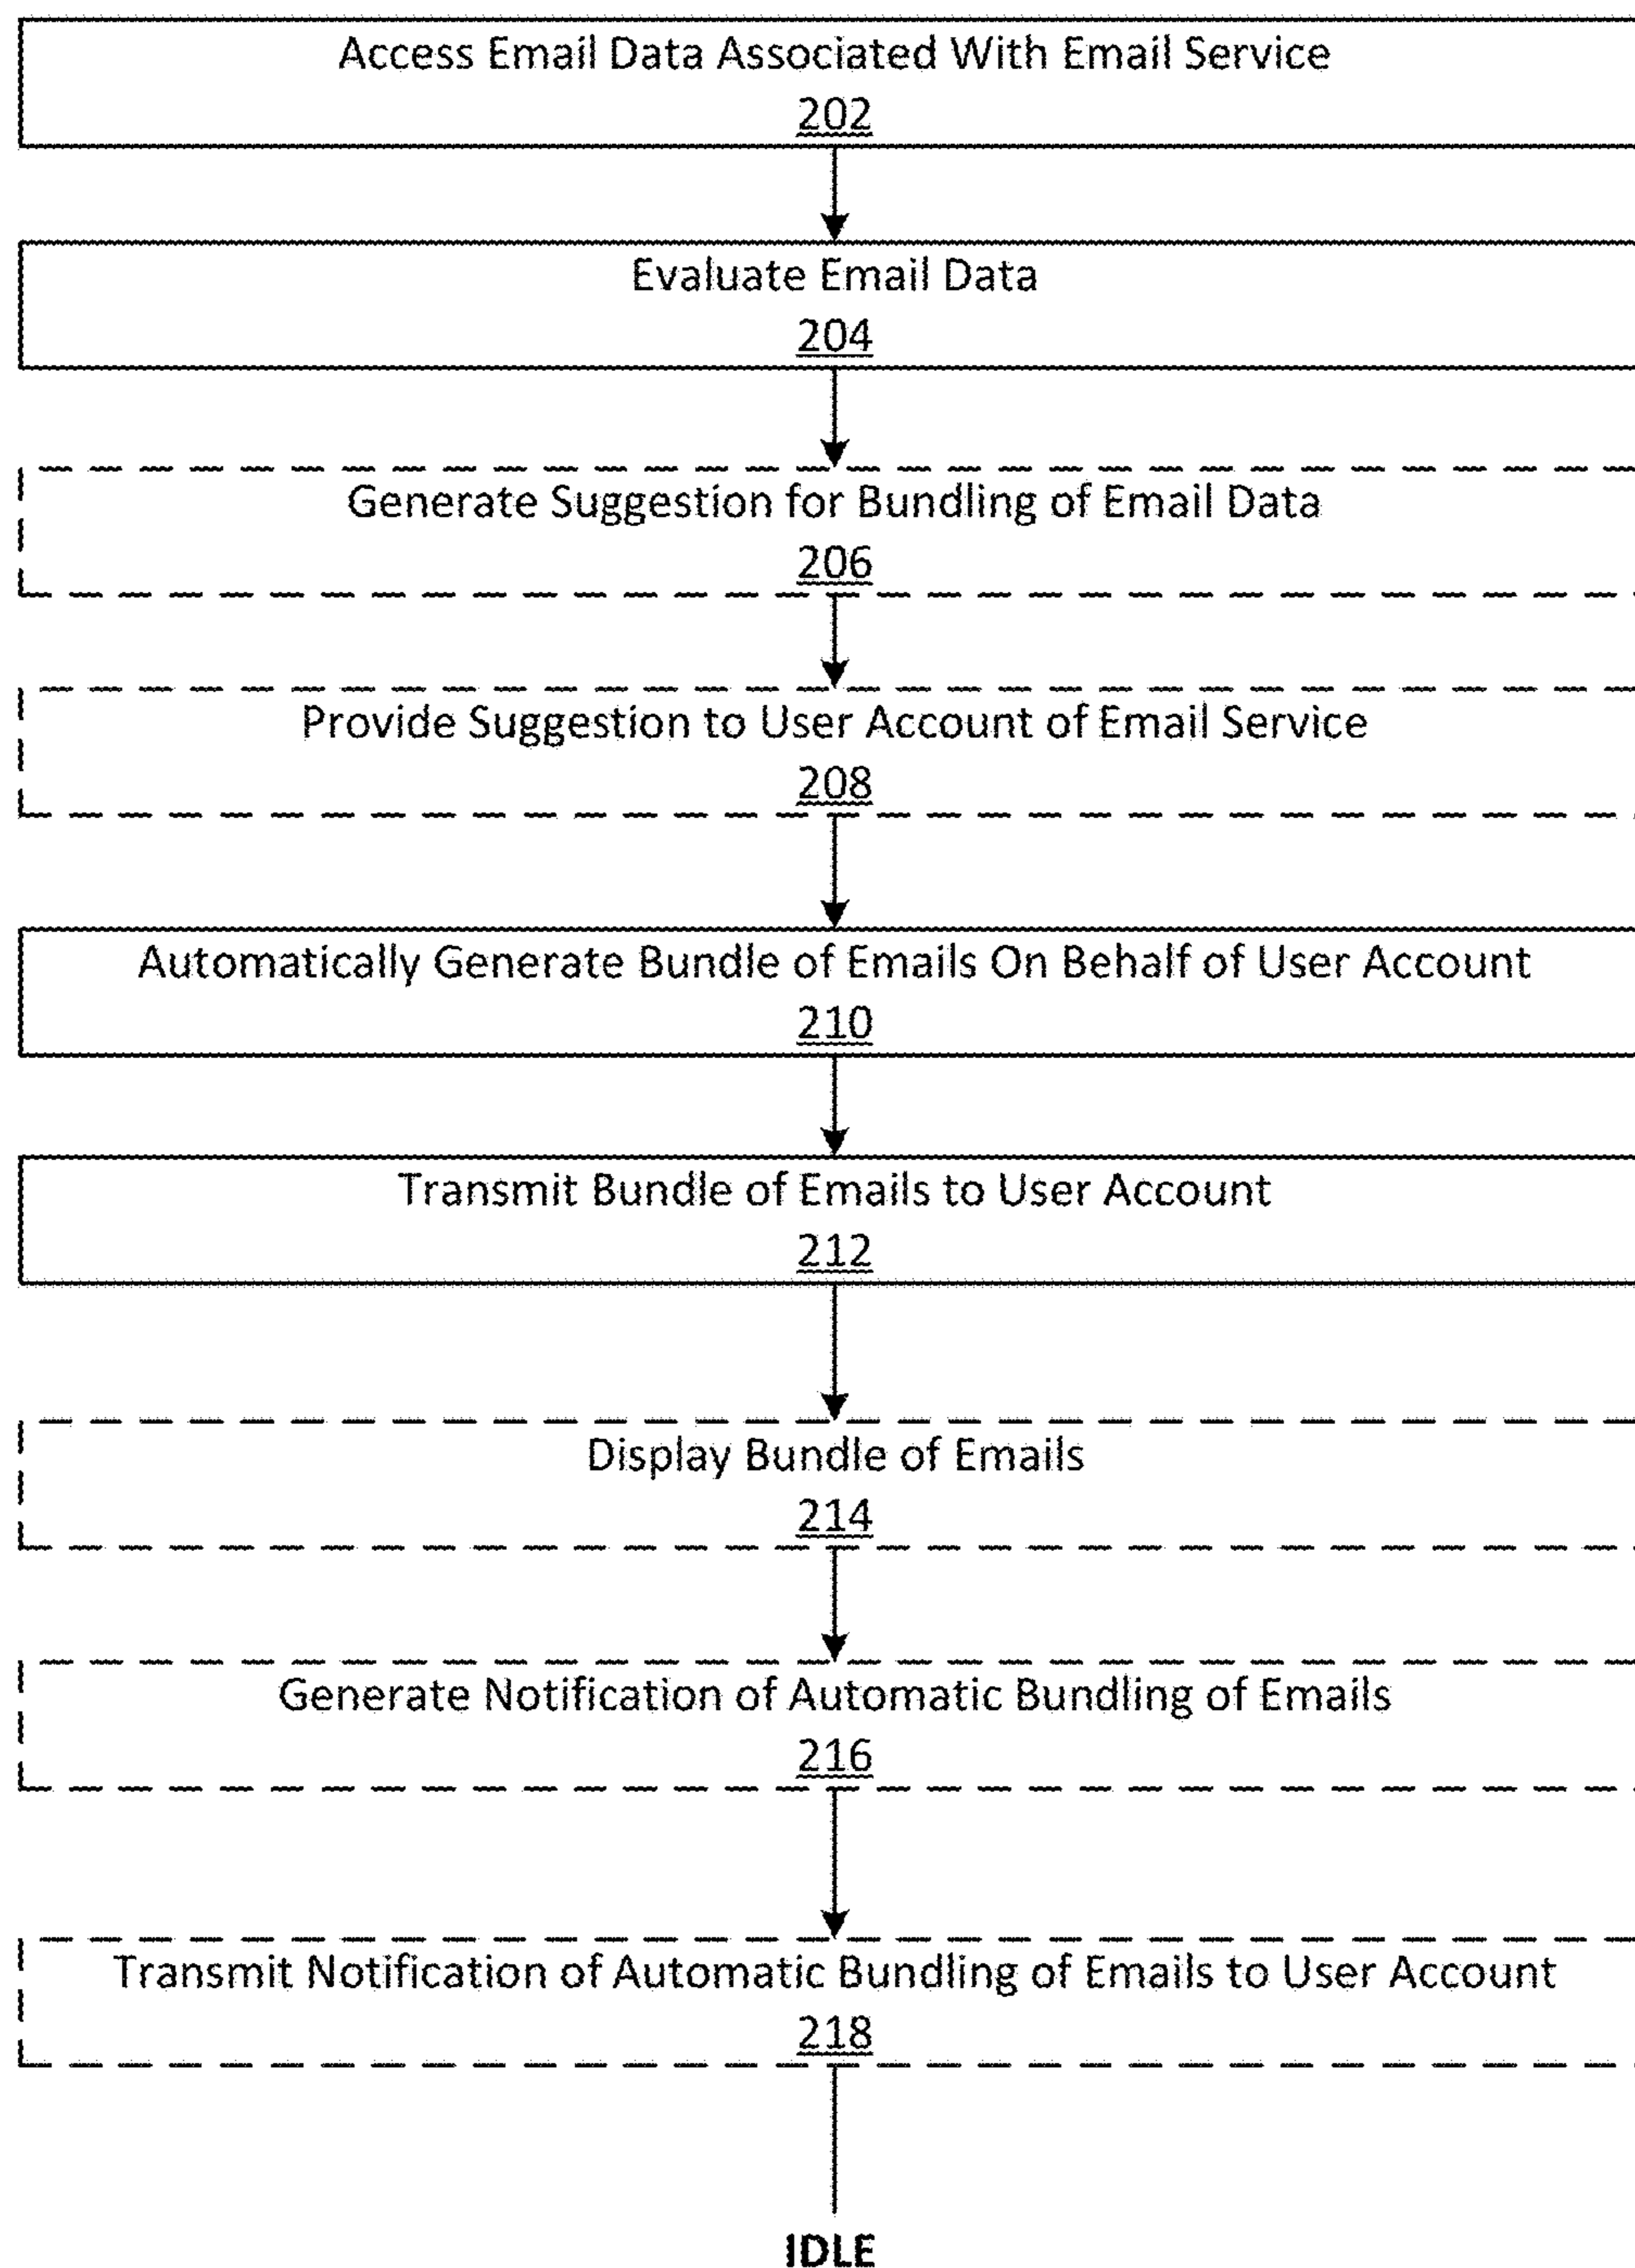 Access Email Data Associated With Email Service
202
Evaluate Email Data
204
Generate Suggestion for Bundling of Email Data
206
Provide Suggestion to User Account of Email Service
208
Automatically Generate Bundle of Emails On Behalf of User Account
210
Transmit Bundle of Emails to User Account
212
Display Bundle of Emails
214
Generate Notification of Automatic Bundling of Emails
216
Transmit Notification of Automatic Bundling of Emails to User Account
218
IDLE